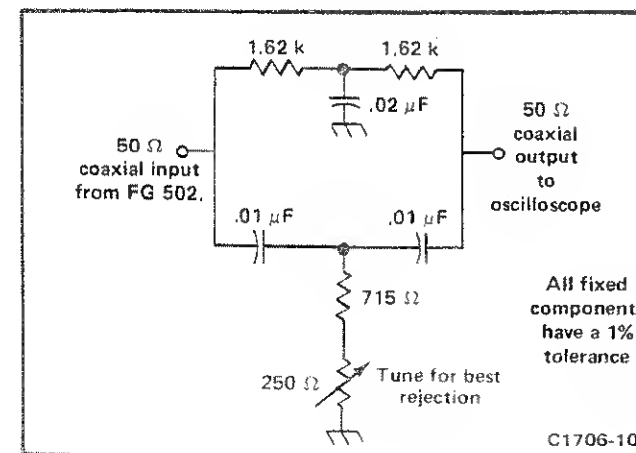 1.62 k
1.62 k
.02 μF
50 Ω
coaxial input
from FG 502.
50 Ω
coaxial
output
to
oscilloscope
.01 μF
.01 μF
715 Ω
All fixed
component
have a 1%
tolerance
250 Ω
Tune for best
rejection
C1706-10